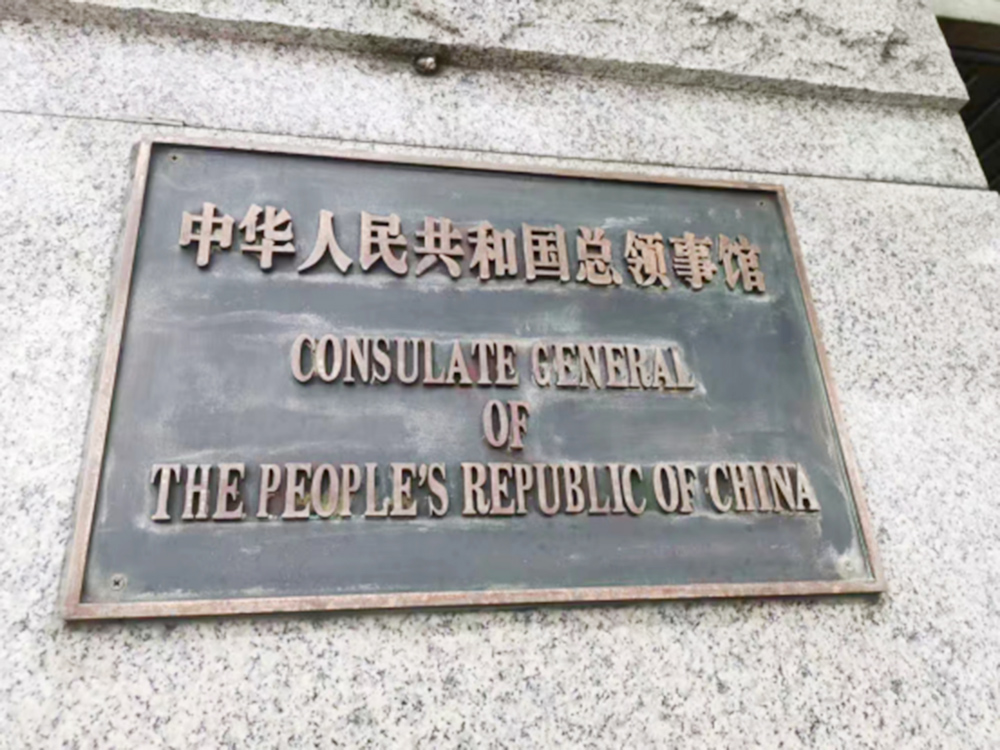 中华人民共和国总领事馆
CONSULATE GENERAL
OF
THE PEOPLE'S REPUBLIC OF CHINA